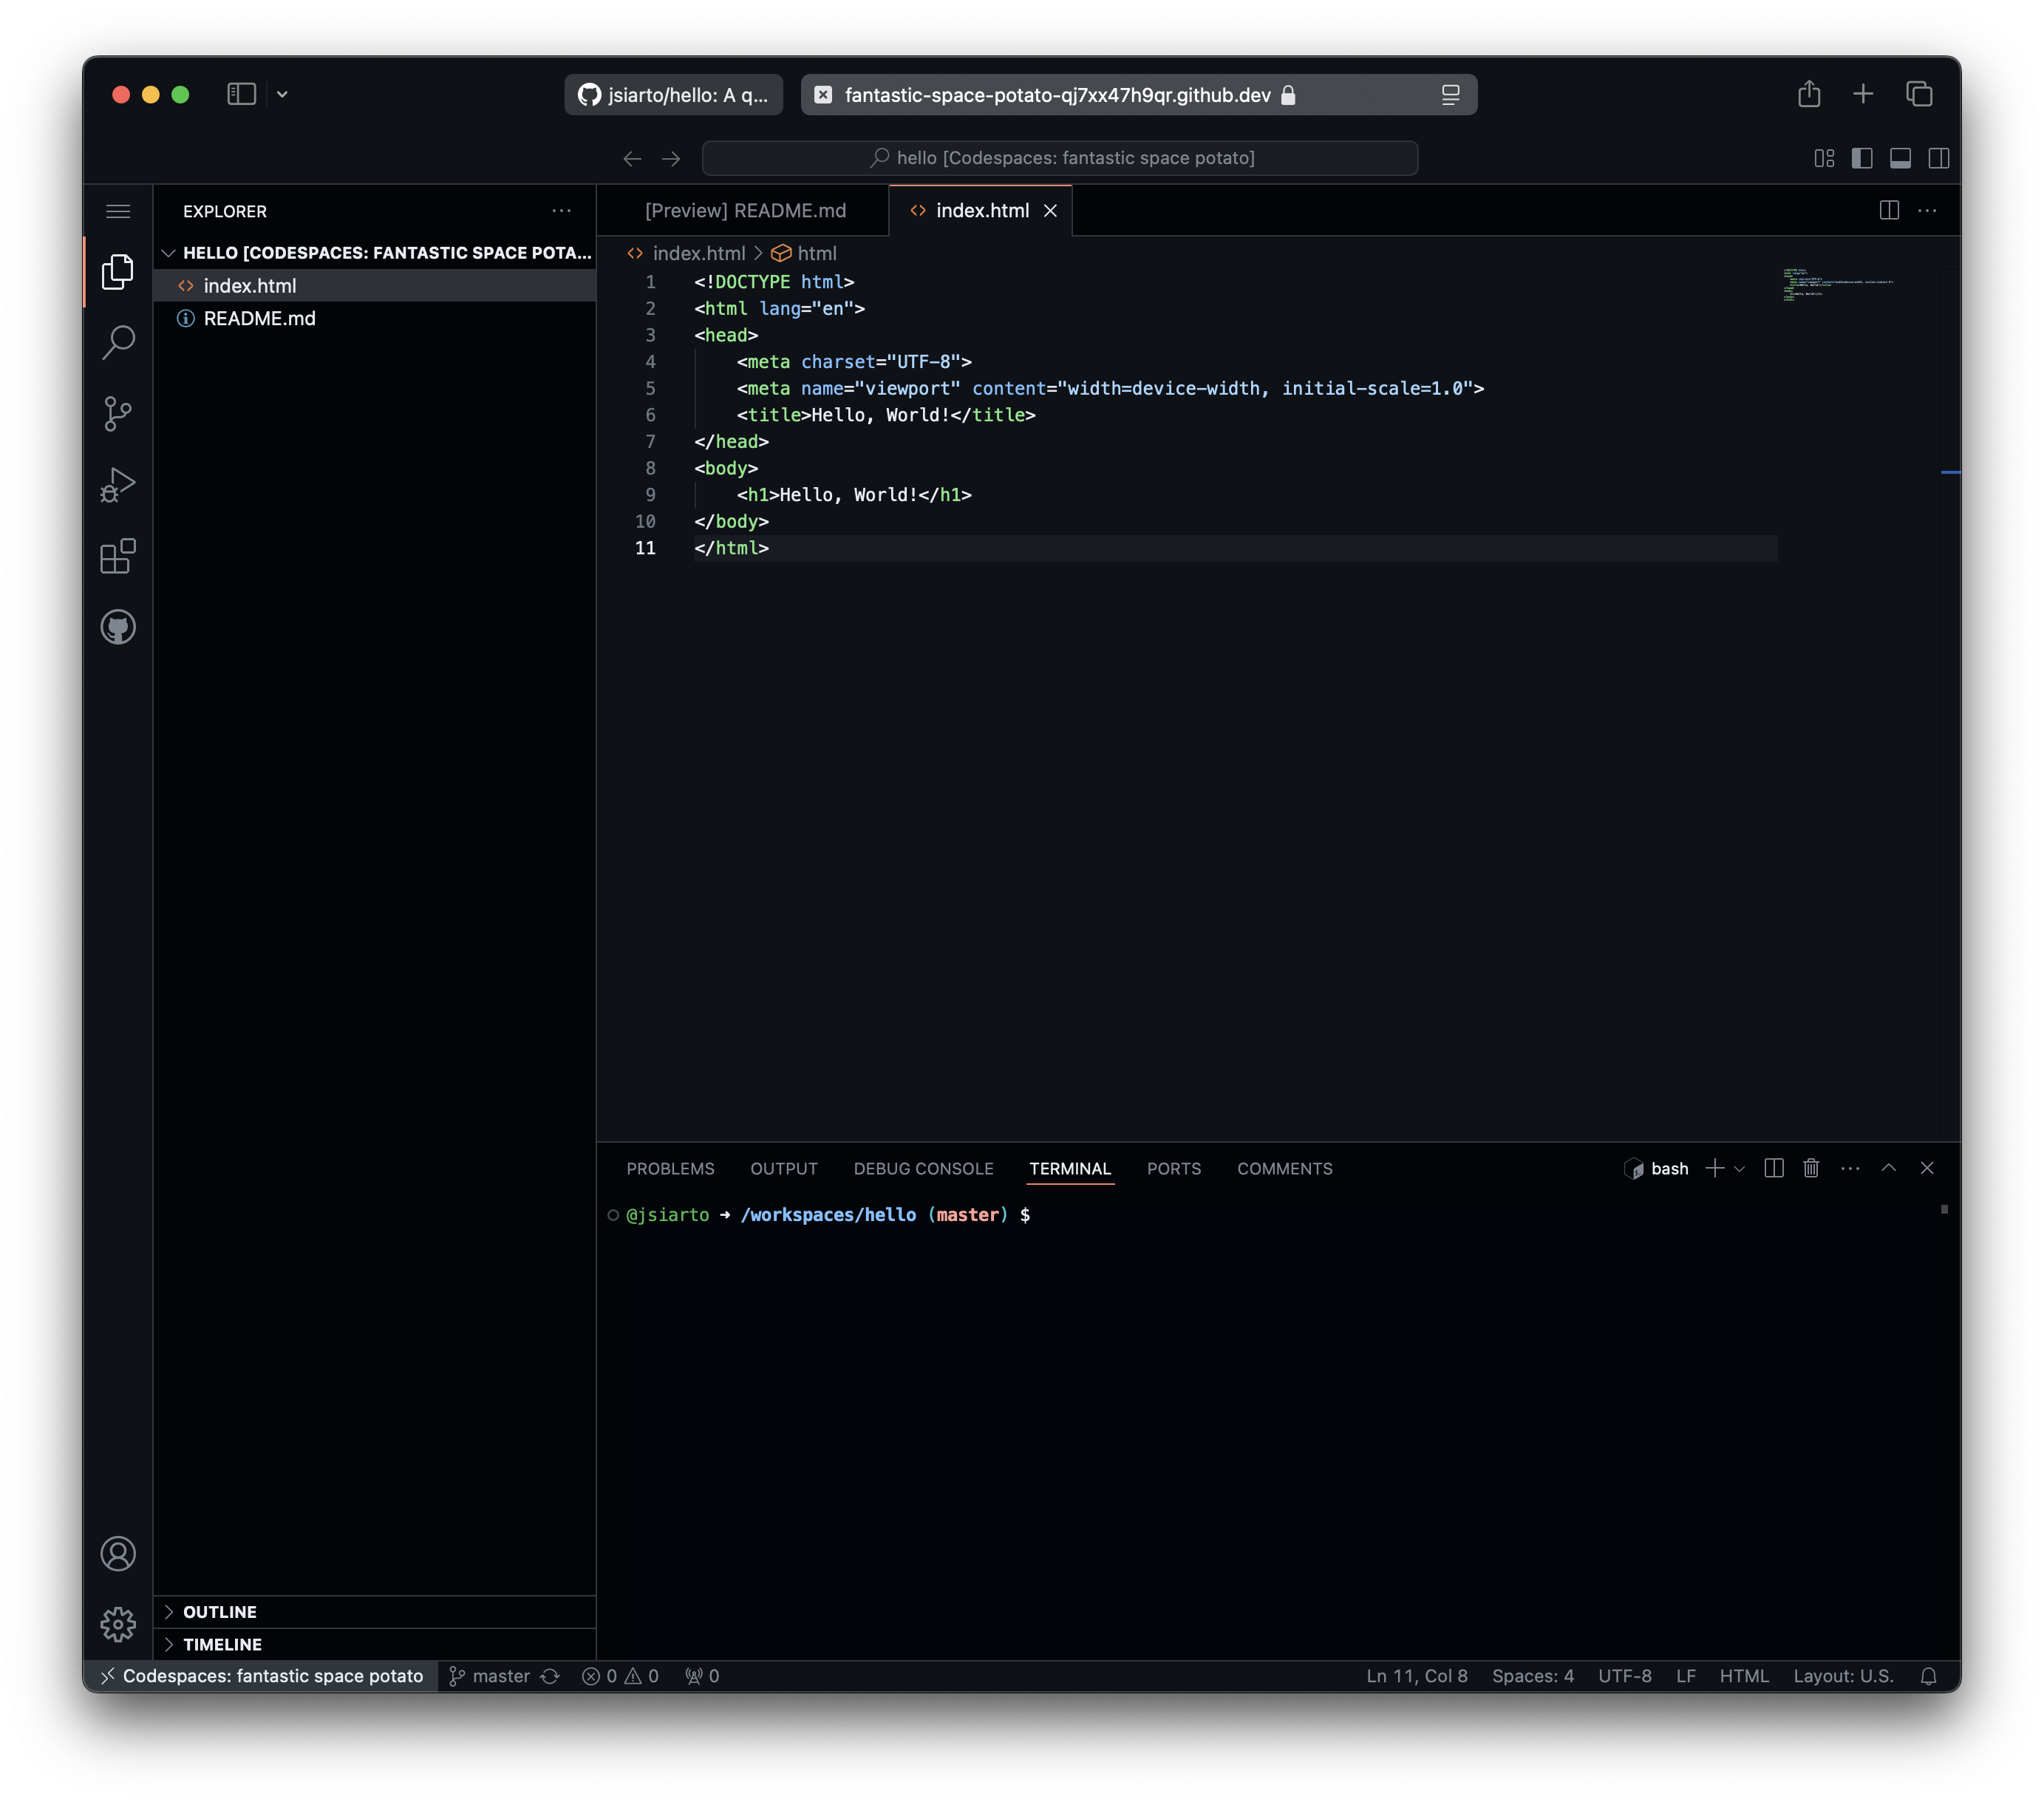 jsiarto/hello: A q...
fantastic-space-potato-qj7xx47h9qr.github.dev
hello [Codespaces: fantastic space potato]
EXPLORER
HELLO [CODESPACES: FANTASTIC SPACE POTA...
index.html
README.md
[Preview] README.md
index.html
index.html > html
1 <!DOCTYPE html>
2 <html lang="en">
3 <head>
4     <meta charset="UTF-8">
5     <meta name="viewport" content="width=device-width, initial-scale=1.0">
6     <title>Hello, World!</title>
7 </head>
8 <body>
9     <h1>Hello, World!</h1>
10 </body>
11 </html>
PROBLEMS OUTPUT DEBUG CONSOLE TERMINAL PORTS COMMENTS
bash
@jsiarto → /workspaces/hello (master) $
OUTLINE
TIMELINE
Codespaces: fantastic space potato master 0 0 0
Ln 11, Col 8 Spaces: 4 UTF-8 LF HTML Layout: U.S.